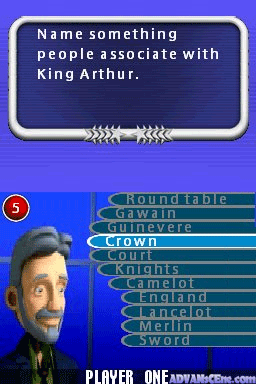 Name something
people associate with
King Arthur.
5
Round table
Gawain
Guinevere
Crown
Court
Knights
Camelot
England
Lancelot
Merlin
Sword
PLAYER ONE
ADVANsCEne.com